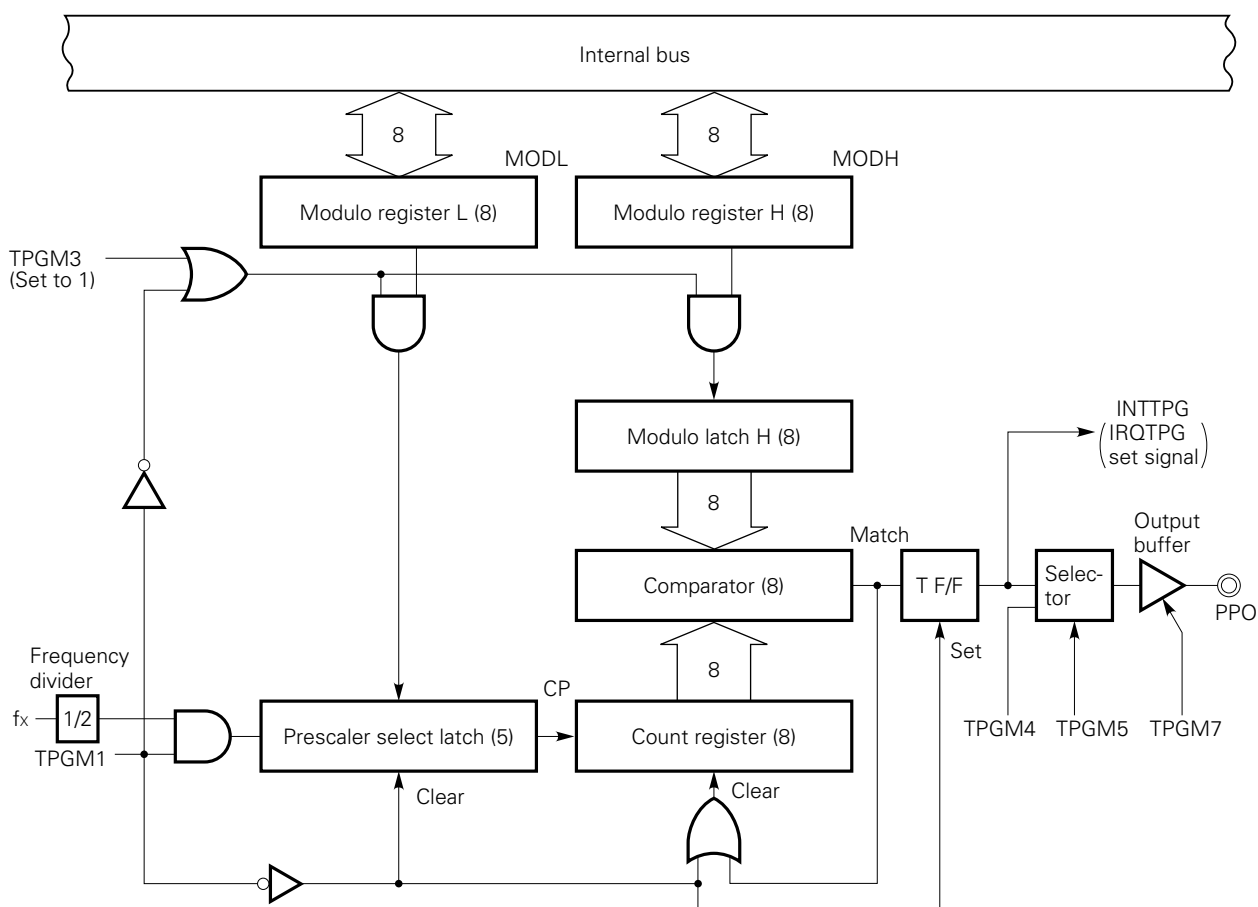 Internal bus
8
8
MODL
MODH
Modulo register L (8)
Modulo register H (8)
TPGM3
(Set to 1)
Modulo latch H (8)
INTTPG
IRQTPG
set signal
8
Match
Output
buffer
Comparator (8)
T F/F
Selec-
tor
PPO
Set
8
Frequency
divider
CP
fx
1/2
Prescaler select latch (5)
Count register (8)
TPGM4
TPGM5
TPGM7
TPGM1
Clear
Clear